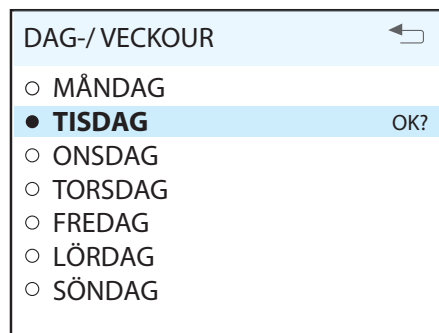 DAG-/ VECKOUR
MÅNDAG
TISDAG OK?
ONSDAG
TORSDAG
FREDAG
LÖRDAG
SÖNDAG